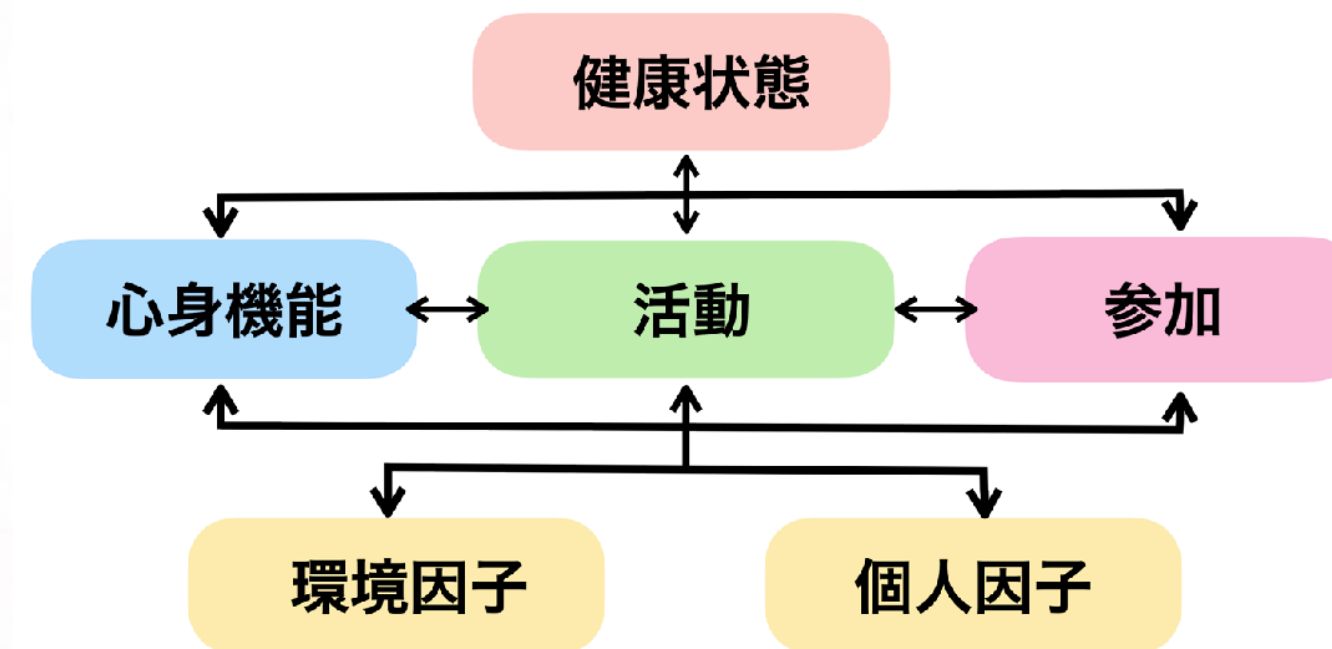 健康状態
心身機能
活動
参加
環境因子
個人因子